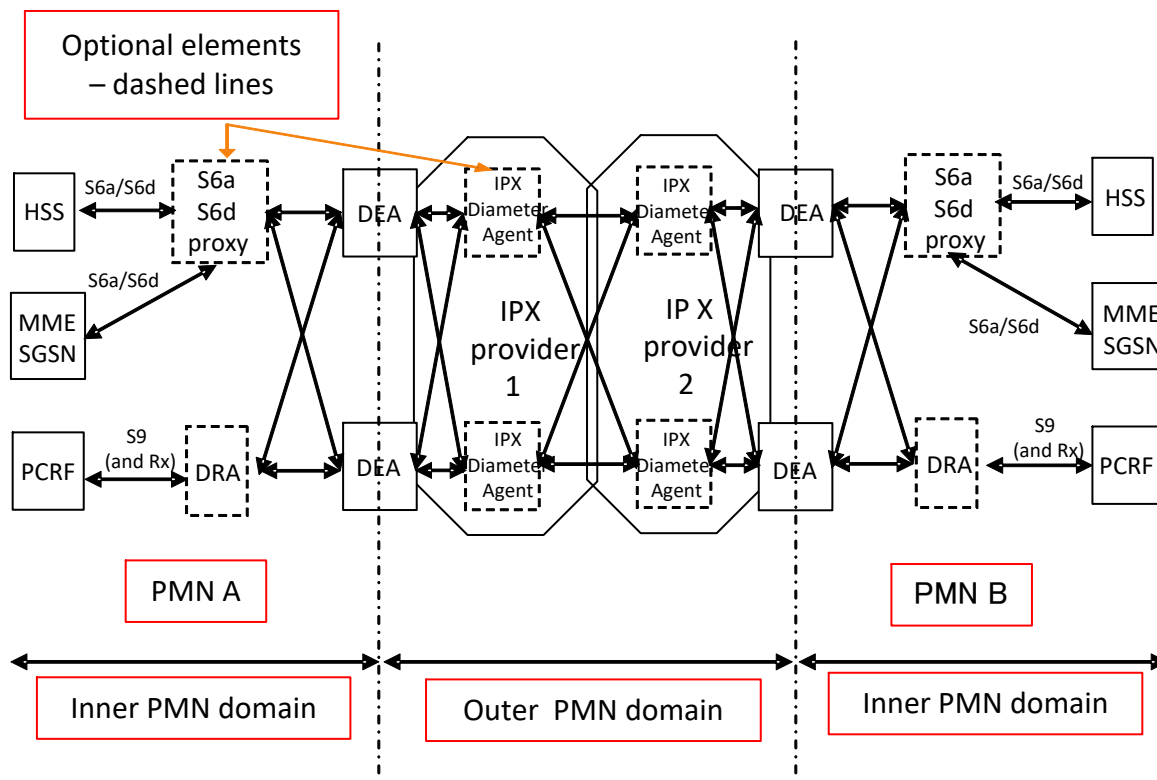 Optional elements
– dashed lines
HSS
S6a/S6d
S6a
S6d
proxy
S6a/S6d
MME
SGSN
PCRF
S9
(and Rx)
DRA
DEA
DEA
IPX
Diameter
Agent
IPX
Diameter
Agent
IPX
provider
1
IP X
provider
2
IPX
Diameter
Agent
IPX
Diameter
Agent
DEA
DEA
S6a
S6d
proxy
S6a/S6d
HSS
S6a/S6d
MME
SGSN
DRA
S9
(and Rx)
PCRF
PMN A
PMN B
Inner PMN domain
Outer PMN domain
Inner PMN domain